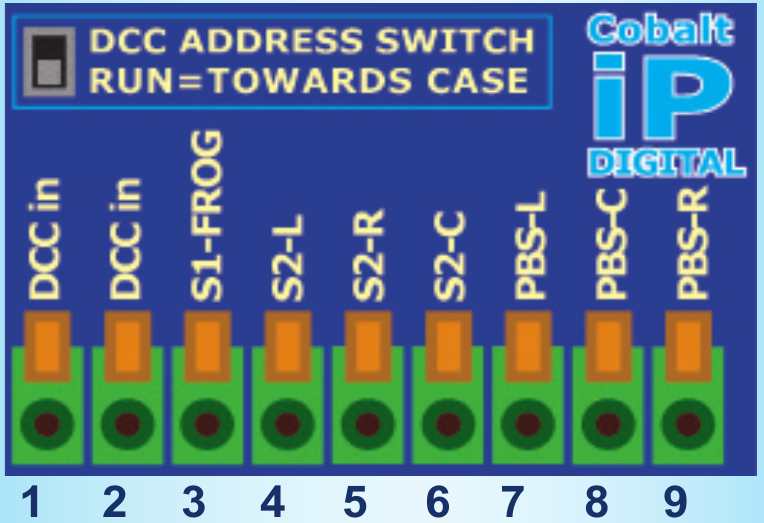 DCC ADDRESS SWITCH
RUN=TOWARDS CASE
Cobalt
iP
DIGITAL
DCC in
DCC in
S1-FROG
S2-L
S2-R
S2-C
PBS-L
PBS-C
PBS-R
1 2 3 4 5 6 7 8 9